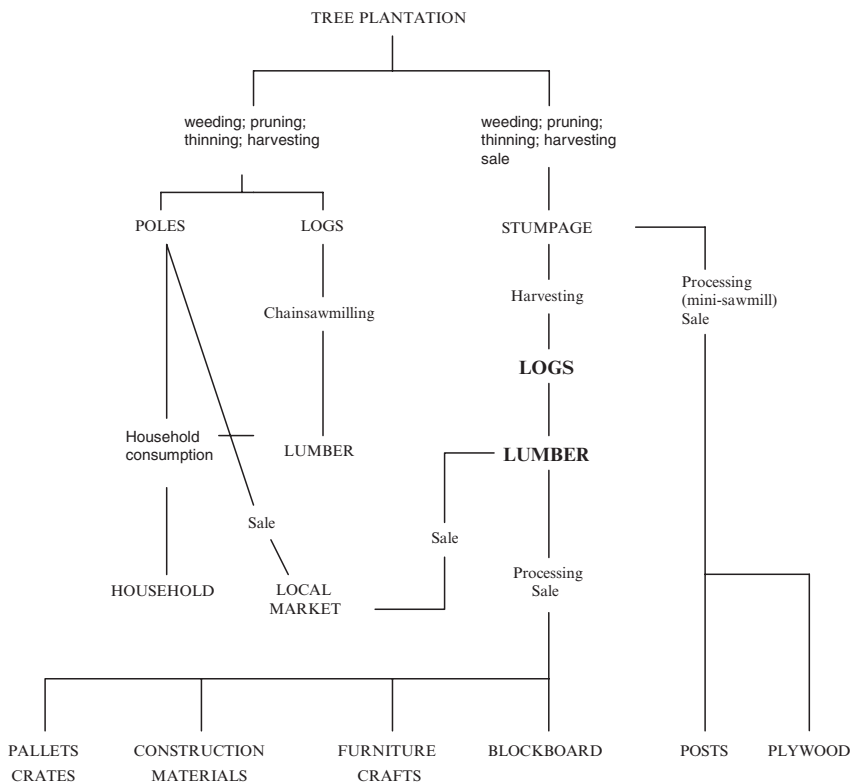 TREE PLANTATION
weeding; pruning;
thinning; harvesting
weeding; pruning;
thinning; harvesting
sale
POLES
LOGS
STUMPAGE
Processing
(mini-sawmill)
Sale
Harvesting
Chainsawmilling
LOGS
Household
consumption
LUMBER
LUMBER
Sale
Sale
Processing
Sale
HOUSEHOLD
LOCAL
MARKET
PALLETS
CRATES
CONSTRUCTION
MATERIALS
FURNITURE
CRAFTS
BLOCKBOARD
POSTS
PLYWOOD